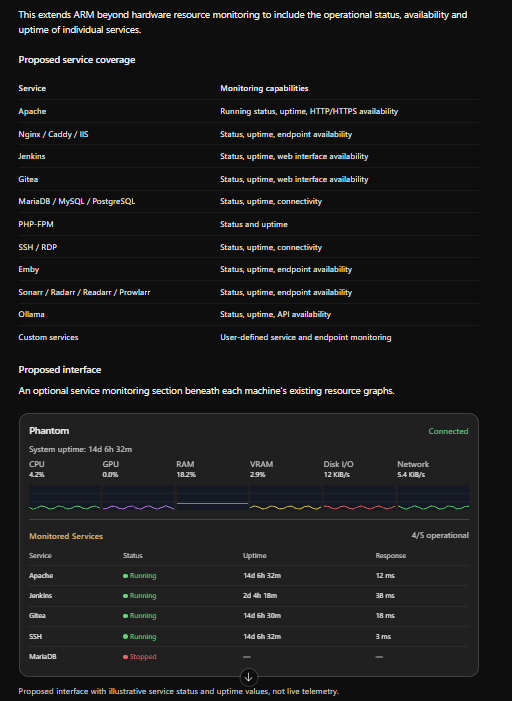 This extends ARM beyond hardware resource monitoring to include the operational status, availability and
uptime of individual services.
Proposed service coverage
Service Monitoring capabilities
Apache Running status, uptime, HTTP/HTTPS availability
Nginx / Caddy / IIS Status, uptime, endpoint availability
Jenkins Status, uptime, web interface availability
Gitea Status, uptime, web interface availability
MariaDB / MySQL / PostgreSQL Status, uptime, connectivity
PHP-FPM Status and uptime
SSH / RDP Status, uptime, connectivity
Emby Status, uptime, endpoint availability
Sonarr / Radarr / Readarr / Prowlarr Status, uptime, endpoint availability
Ollama Status, uptime, API availability
Custom services User-defined service and endpoint monitoring
Proposed interface
An optional service monitoring section beneath each machine's existing resource graphs.
Phantom Connected
System uptime: 14d 6h 32m
CPU GPU RAM VRAM Disk I/O Network
4.2% 0.0% 18.2% 2.9% 12 KiB/s 5.4 KiB/s
Monitored Services 4/5 operational
Service Status Uptime Response
Apache Running 14d 6h 32m 12 ms
Jenkins Running 2d 4h 18m 38 ms
Gitea Running 14d 6h 30m 18 ms
SSH Running 14d 6h 32m 3 ms
MariaDB Stopped — —
Proposed interface with illustrative service status and uptime values, not live telemetry.